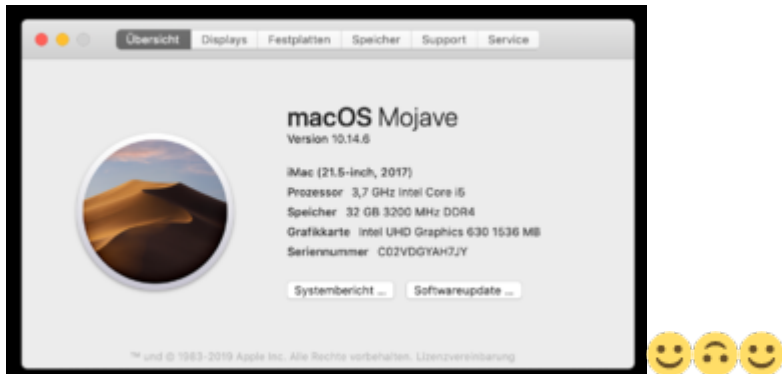 Übersicht Displays Festplatten Speicher Support Service
macOS Mojave
Version 10.14.6
iMac (21.5-inch, 2017)
Prozessor 3,7 GHz Intel Core i5
Speicher 32 GB 3200 MHz DDR4
Grafikkarte Intel UHD Graphics 630 1536 MB
Seriennummer C02VDGYAH7JY
Systembericht ...
Softwareupdate ...
™ und © 1983-2019 Apple Inc. Alle Rechte vorbehalten. Lizenzvereinbarung